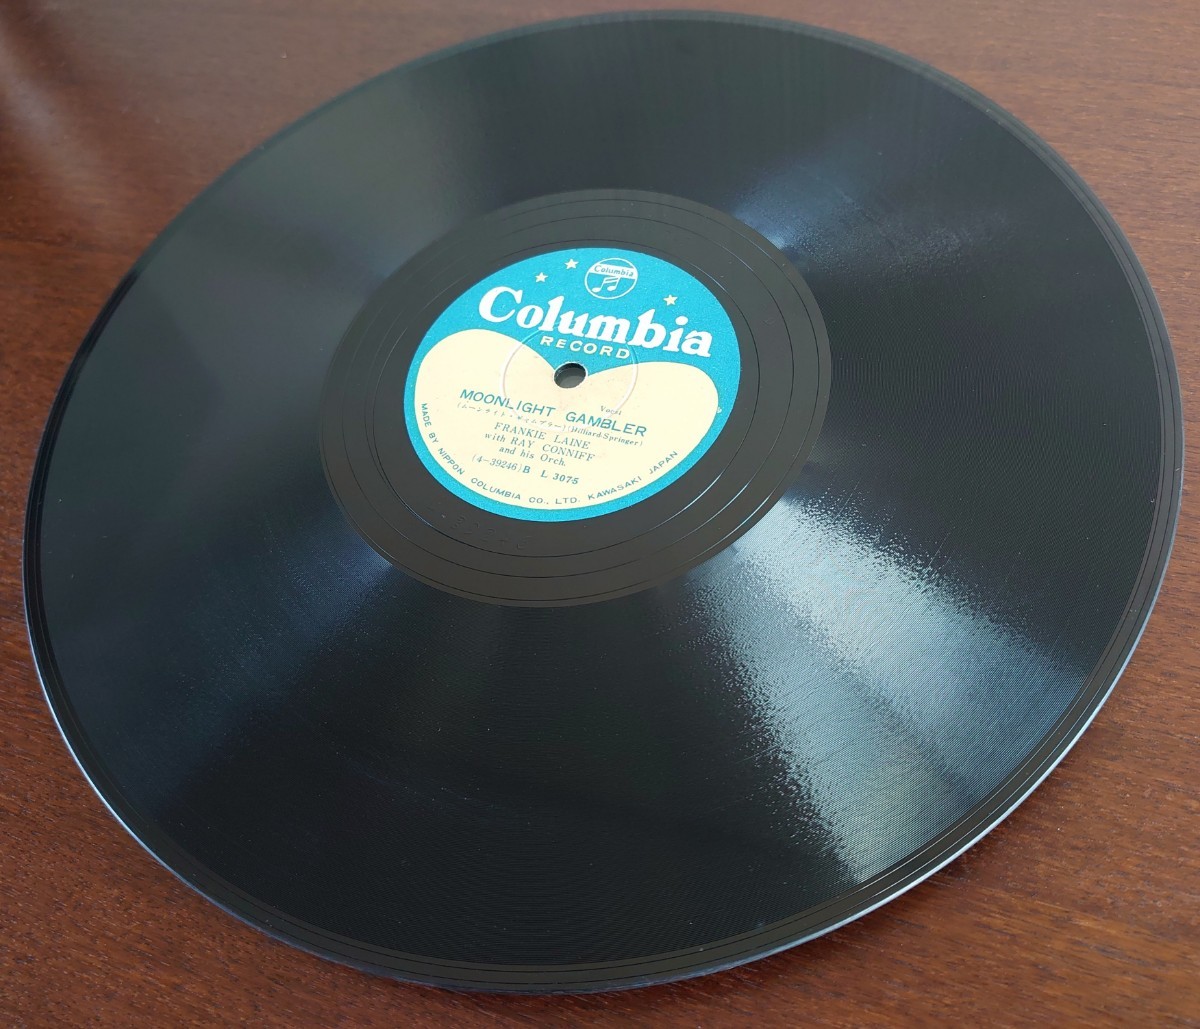 Columbia
Columbia
RECORD
Vocal
MOONLIGHT GAMBLER
(ムーンライト・ギャムブラー) (Hilliard-Springer)
FRANKIE LAINE
with RAY CONNIFF
and his Orch.
(4-39246) B L 3075
MADE BY NIPPON COLUMBIA CO., LTD. KAWASAKI JAPAN